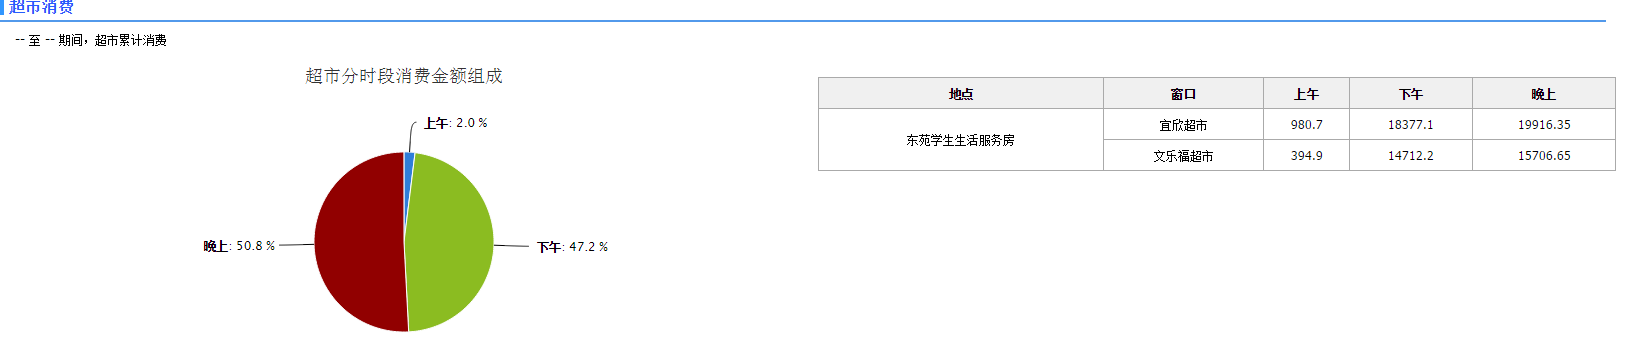 超市消费
-- 至 -- 期间，超市累计消费
超市分时段消费金额组成
上午: 2.0 %
晚上: 50.8 %
下午: 47.2 %
地点 窗口 上午 下午 晚上
东苑学生生活服务房 宜欣超市 980.7 18377.1 19916.35
文乐福超市 394.9 14712.2 15706.65